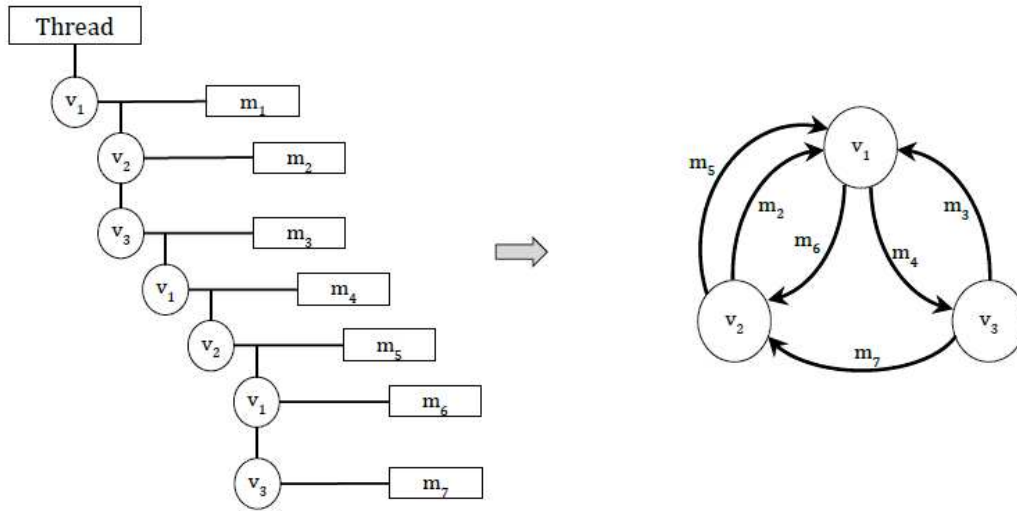 Thread
v₁
m₁
v₂
m₂
v₃
m₃
v₁
m₄
v₂
m₅
v₁
m₆
v₃
m₇
v₁
m₅
m₂
m₃
m₆
m₄
v₂
v₃
m₇